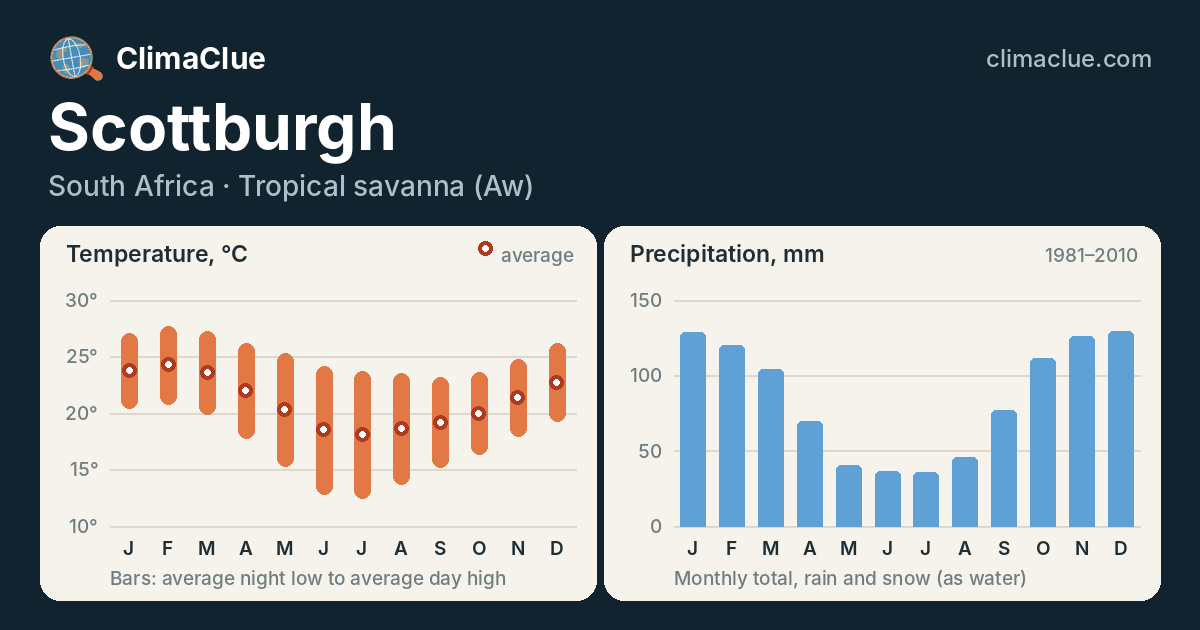 ClimaClue
climaclue.com
Scottburgh
South Africa · Tropical savanna (Aw)
Temperature, °C
average
30°
25°
20°
15°
10°
J F M A M J J A S O N D
Bars: average night low to average day high
Precipitation, mm
1981–2010
150
100
50
0
J F M A M J J A S O N D
Monthly total, rain and snow (as water)